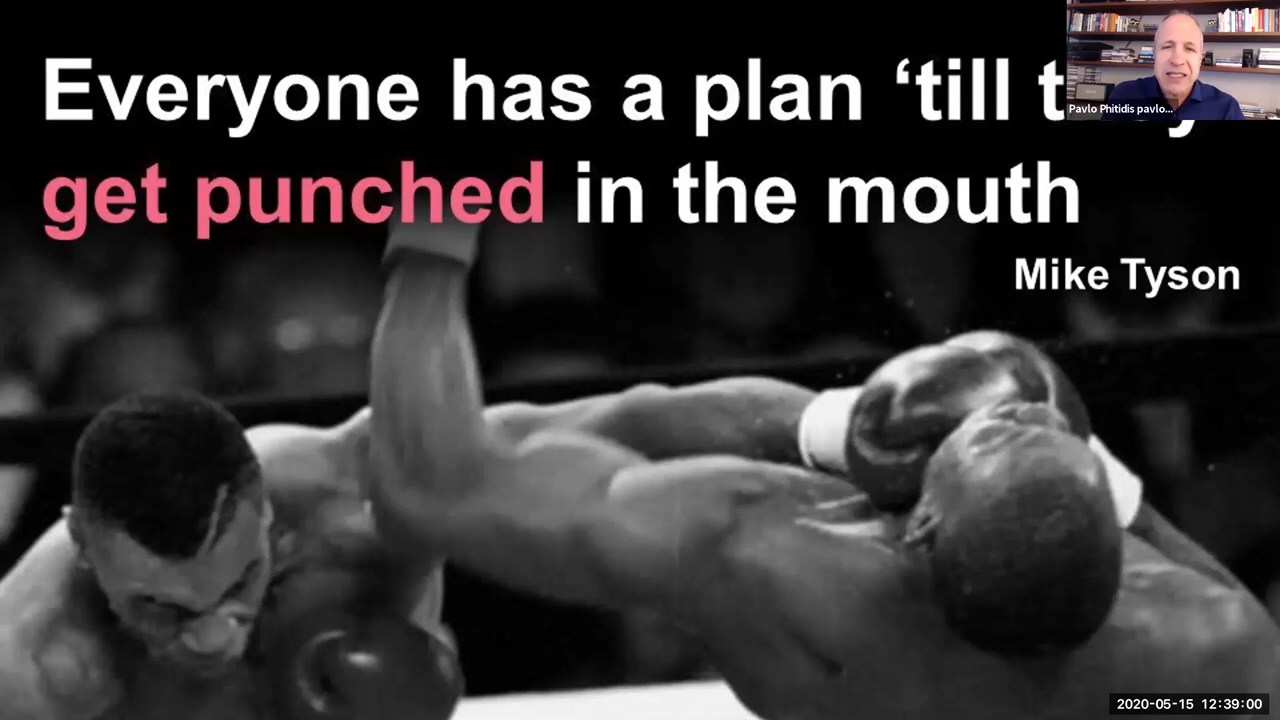 Everyone has a plan ‘till
get punched in the mouth
Mike Tyson
Pavlo Phitidis pavlo...
2020-05-15 12:39:00